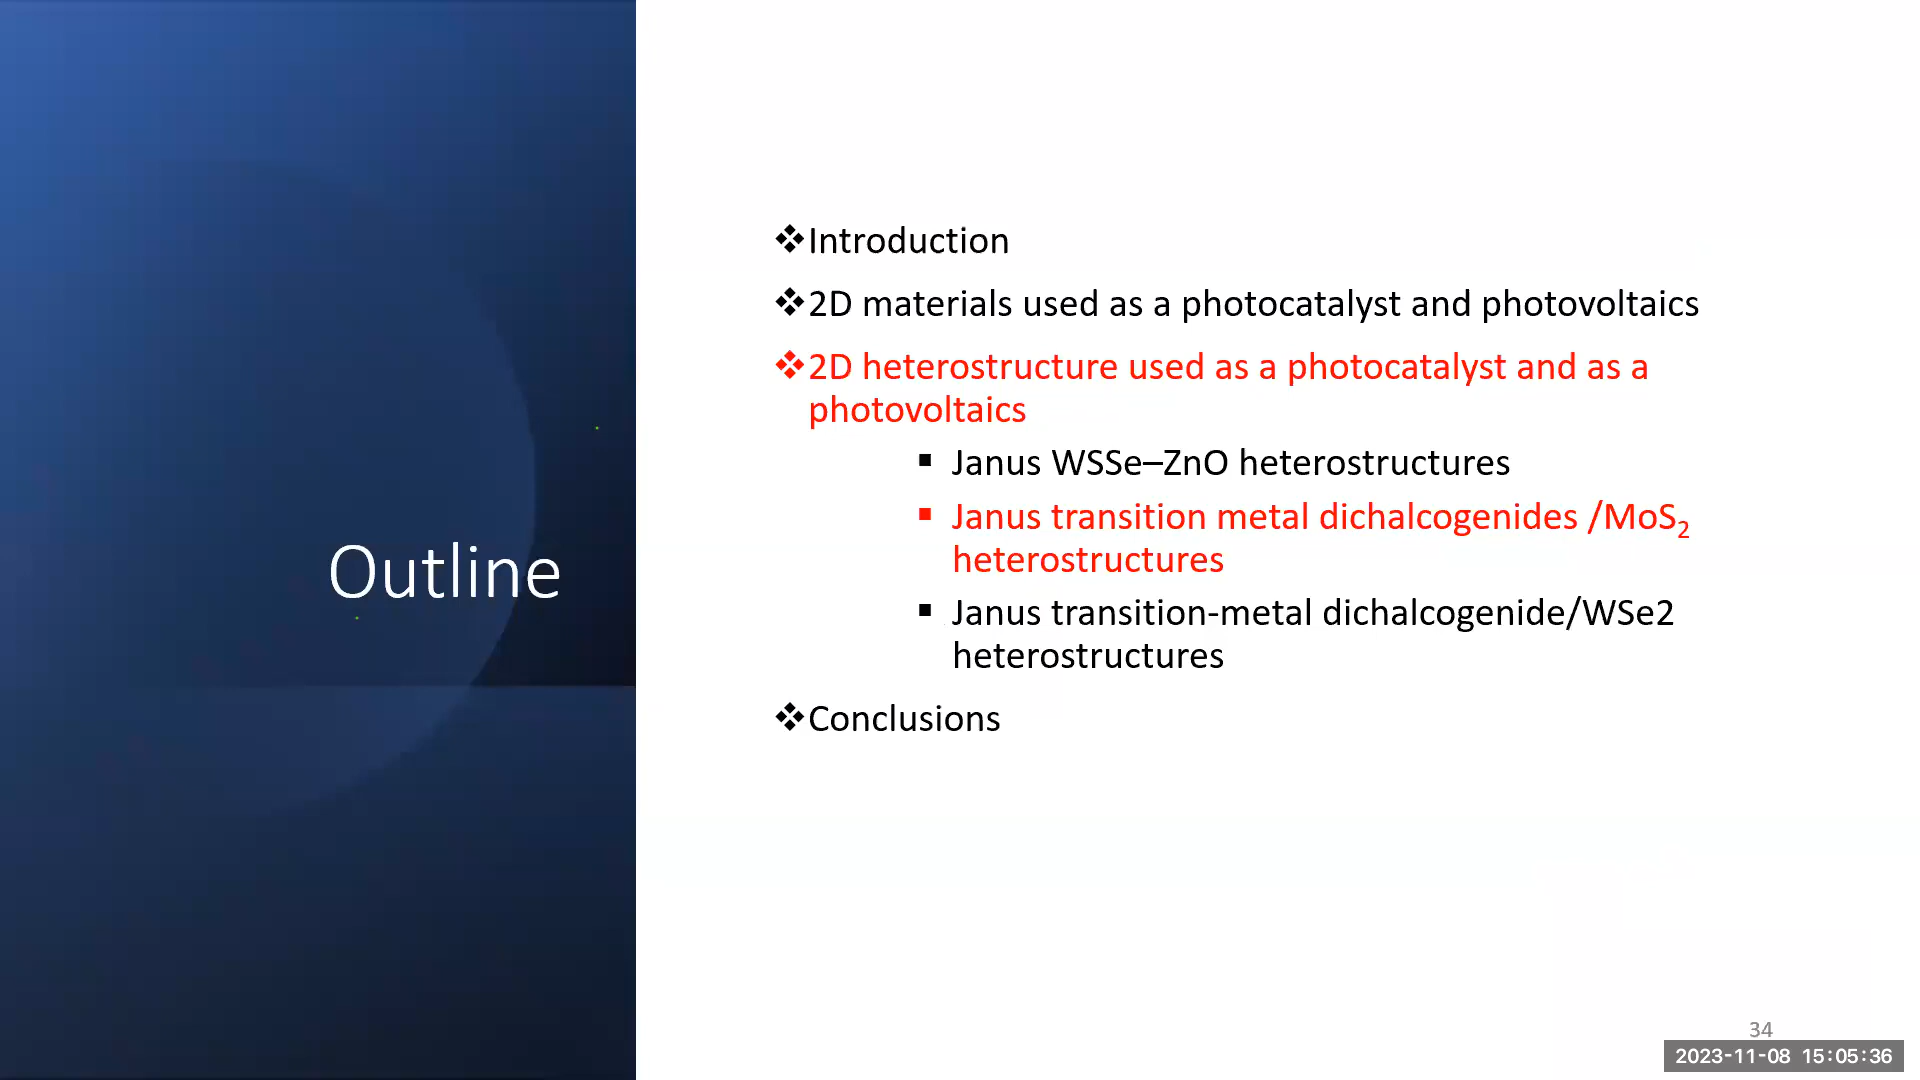 Outline
❖Introduction
❖2D materials used as a photocatalyst and photovoltaics
❖2D heterostructure used as a photocatalyst and as a
photovoltaics
▪ Janus WSSe–ZnO heterostructures
▪ Janus transition metal dichalcogenides /MoS₂
heterostructures
▪ Janus transition-metal dichalcogenide/WSe2
heterostructures
❖Conclusions
34
2023-11-08 15:05:36